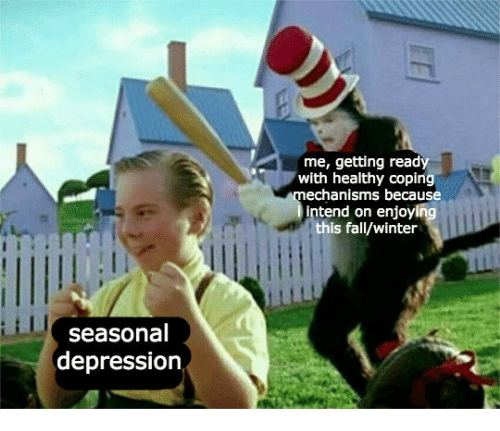 me, getting ready
with healthy coping
mechanisms because
I intend on enjoying
this fall/winter
seasonal
depression